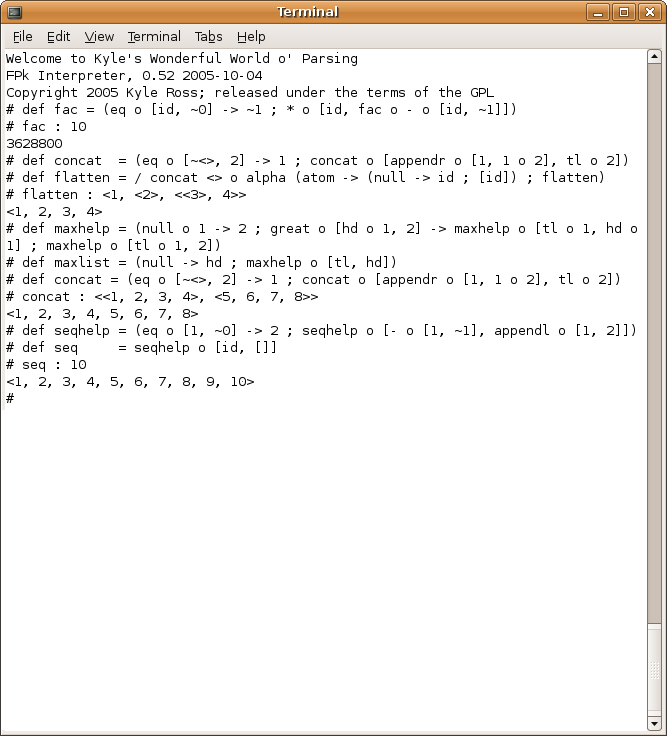 Terminal
File Edit View Terminal Tabs Help
Welcome to Kyle's Wonderful World o' Parsing
FPk Interpreter, 0.52 2005-10-04
Copyright 2005 Kyle Ross; released under the terms of the GPL
# def fac = (eq o [id, ~0] -> ~1 ; * o [id, fac o - o [id, ~1]])
# fac : 10
3628800
# def concat  = (eq o [~<>, 2] -> 1 ; concat o [appendr o [1, 1 o 2], tl o 2])
# def flatten = / concat <> o alpha (atom -> (null -> id ; [id]) ; flatten)
# flatten : <1, <2>, <<3>, 4>>
<1, 2, 3, 4>
# def maxhelp = (null o 1 -> 2 ; great o [hd o 1, 2] -> maxhelp o [tl o 1, hd o
1] ; maxhelp o [tl o 1, 2])
# def maxlist = (null -> hd ; maxhelp o [tl, hd])
# def concat = (eq o [~<>, 2] -> 1 ; concat o [appendr o [1, 1 o 2], tl o 2])
# concat : <<1, 2, 3, 4>, <5, 6, 7, 8>>
<1, 2, 3, 4, 5, 6, 7, 8>
# def seqhelp = (eq o [1, ~0] -> 2 ; seqhelp o [- o [1, ~1], appendl o [1, 2]])
# def seq     = seqhelp o [id, []]
# seq : 10
<1, 2, 3, 4, 5, 6, 7, 8, 9, 10>
#